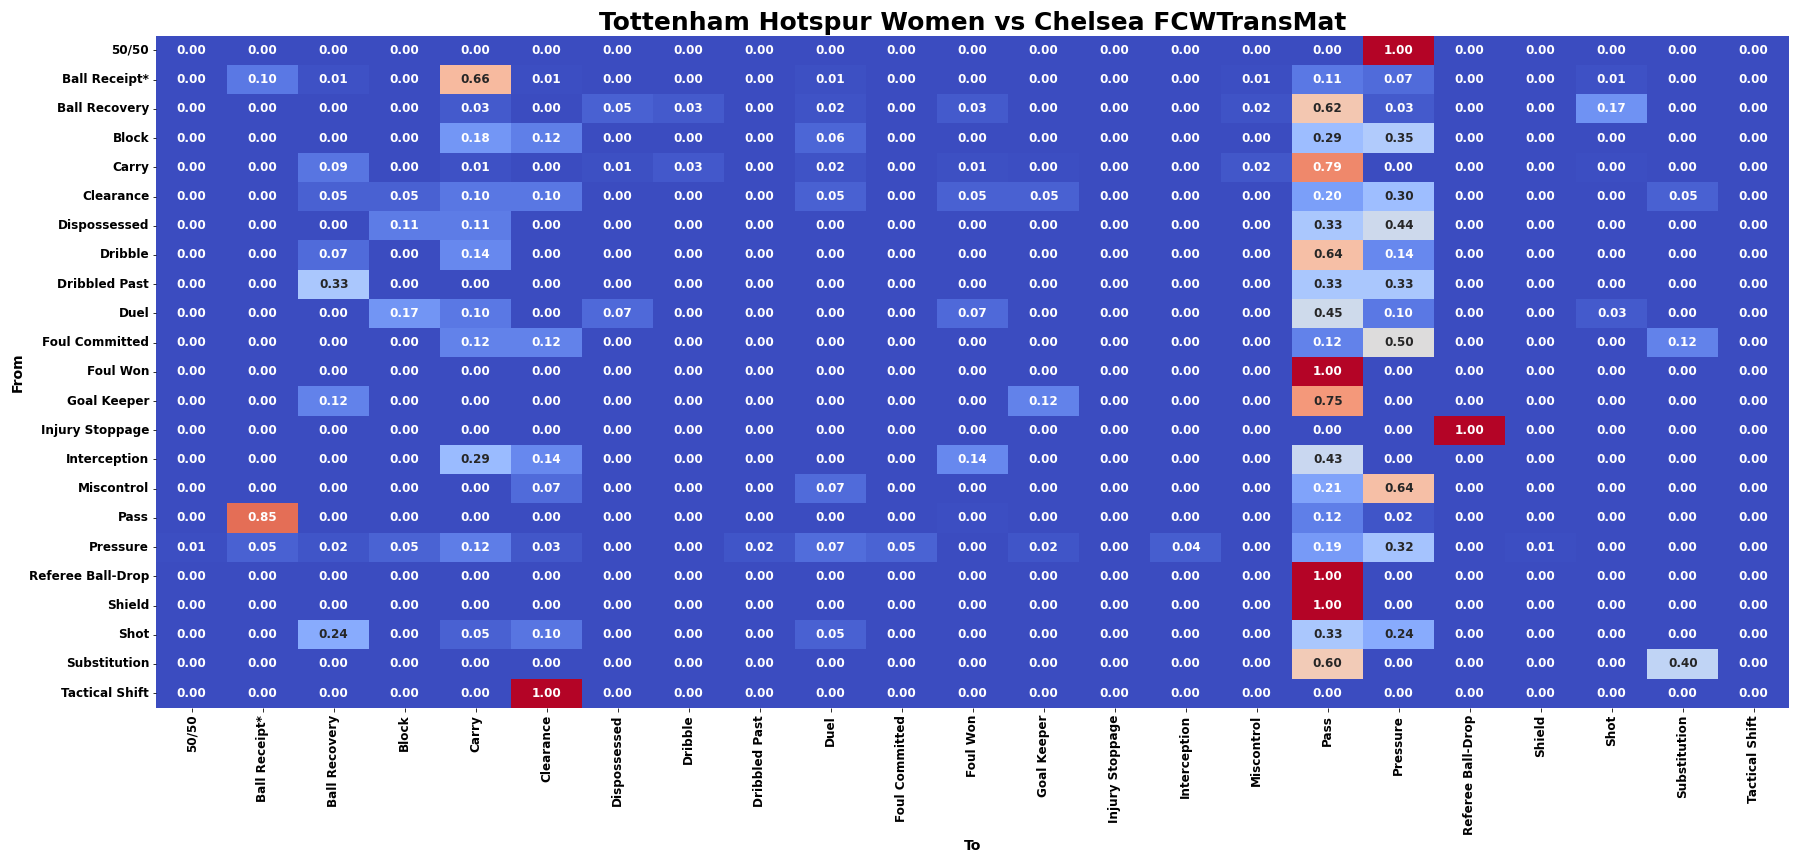 Tottenham Hotspur Women vs Chelsea FCWTransMat
50/50 0.00 0.00 0.00 0.00 0.00 0.00 0.00 0.00 0.00 0.00 0.00 0.00 0.00 0.00 0.00 0.00 0.00 1.00 0.00 0.00 0.00 0.00 0.00
Ball Receipt* 0.00 0.10 0.01 0.00 0.66 0.01 0.00 0.00 0.00 0.01 0.00 0.00 0.00 0.00 0.00 0.01 0.11 0.07 0.00 0.00 0.01 0.00 0.00
Ball Recovery 0.00 0.00 0.00 0.00 0.03 0.00 0.05 0.03 0.00 0.02 0.00 0.03 0.00 0.00 0.00 0.02 0.62 0.03 0.00 0.00 0.17 0.00 0.00
Block 0.00 0.00 0.00 0.00 0.18 0.12 0.00 0.00 0.00 0.06 0.00 0.00 0.00 0.00 0.00 0.00 0.29 0.35 0.00 0.00 0.00 0.00 0.00
Carry 0.00 0.00 0.09 0.00 0.01 0.00 0.01 0.03 0.00 0.02 0.00 0.01 0.00 0.00 0.00 0.02 0.79 0.00 0.00 0.00 0.00 0.00 0.00
Clearance 0.00 0.00 0.05 0.05 0.10 0.10 0.00 0.00 0.00 0.05 0.00 0.05 0.05 0.00 0.00 0.00 0.20 0.30 0.00 0.00 0.00 0.05 0.00
Dispossessed 0.00 0.00 0.00 0.11 0.11 0.00 0.00 0.00 0.00 0.00 0.00 0.00 0.00 0.00 0.00 0.00 0.33 0.44 0.00 0.00 0.00 0.00 0.00
Dribble 0.00 0.00 0.07 0.00 0.14 0.00 0.00 0.00 0.00 0.00 0.00 0.00 0.00 0.00 0.00 0.00 0.64 0.14 0.00 0.00 0.00 0.00 0.00
Dribbled Past 0.00 0.00 0.33 0.00 0.00 0.00 0.00 0.00 0.00 0.00 0.00 0.00 0.00 0.00 0.00 0.00 0.33 0.33 0.00 0.00 0.00 0.00 0.00
Duel 0.00 0.00 0.00 0.17 0.10 0.00 0.07 0.00 0.00 0.00 0.00 0.07 0.00 0.00 0.00 0.00 0.45 0.10 0.00 0.00 0.03 0.00 0.00
Foul Committed 0.00 0.00 0.00 0.00 0.12 0.12 0.00 0.00 0.00 0.00 0.00 0.00 0.00 0.00 0.00 0.00 0.12 0.50 0.00 0.00 0.00 0.12 0.00
Foul Won 0.00 0.00 0.00 0.00 0.00 0.00 0.00 0.00 0.00 0.00 0.00 0.00 0.00 0.00 0.00 0.00 1.00 0.00 0.00 0.00 0.00 0.00 0.00
Goal Keeper 0.00 0.00 0.12 0.00 0.00 0.00 0.00 0.00 0.00 0.00 0.00 0.00 0.12 0.00 0.00 0.00 0.75 0.00 0.00 0.00 0.00 0.00 0.00
Injury Stoppage 0.00 0.00 0.00 0.00 0.00 0.00 0.00 0.00 0.00 0.00 0.00 0.00 0.00 0.00 0.00 0.00 0.00 0.00 1.00 0.00 0.00 0.00 0.00
Interception 0.00 0.00 0.00 0.00 0.29 0.14 0.00 0.00 0.00 0.00 0.00 0.14 0.00 0.00 0.00 0.00 0.43 0.00 0.00 0.00 0.00 0.00 0.00
Miscontrol 0.00 0.00 0.00 0.00 0.00 0.07 0.00 0.00 0.00 0.07 0.00 0.00 0.00 0.00 0.00 0.00 0.21 0.64 0.00 0.00 0.00 0.00 0.00
Pass 0.00 0.85 0.00 0.00 0.00 0.00 0.00 0.00 0.00 0.00 0.00 0.00 0.00 0.00 0.00 0.00 0.12 0.02 0.00 0.00 0.00 0.00 0.00
Pressure 0.01 0.05 0.02 0.05 0.12 0.03 0.00 0.00 0.02 0.07 0.05 0.00 0.02 0.00 0.04 0.00 0.19 0.32 0.00 0.01 0.00 0.00 0.00
Referee Ball-Drop 0.00 0.00 0.00 0.00 0.00 0.00 0.00 0.00 0.00 0.00 0.00 0.00 0.00 0.00 0.00 0.00 1.00 0.00 0.00 0.00 0.00 0.00 0.00
Shield 0.00 0.00 0.00 0.00 0.00 0.00 0.00 0.00 0.00 0.00 0.00 0.00 0.00 0.00 0.00 0.00 1.00 0.00 0.00 0.00 0.00 0.00 0.00
Shot 0.00 0.00 0.24 0.00 0.05 0.10 0.00 0.00 0.00 0.05 0.00 0.00 0.00 0.00 0.00 0.00 0.33 0.24 0.00 0.00 0.00 0.00 0.00
Substitution 0.00 0.00 0.00 0.00 0.00 0.00 0.00 0.00 0.00 0.00 0.00 0.00 0.00 0.00 0.00 0.00 0.60 0.00 0.00 0.00 0.00 0.40 0.00
Tactical Shift 0.00 0.00 0.00 0.00 0.00 1.00 0.00 0.00 0.00 0.00 0.00 0.00 0.00 0.00 0.00 0.00 0.00 0.00 0.00 0.00 0.00 0.00 0.00
From
50/50
Ball Receipt*
Ball Recovery
Block
Carry
Clearance
Dispossessed
Dribble
Dribbled Past
Duel
Foul Committed
Foul Won
Goal Keeper
Injury Stoppage
Interception
Miscontrol
Pass
Pressure
Referee Ball-Drop
Shield
Shot
Substitution
Tactical Shift
To